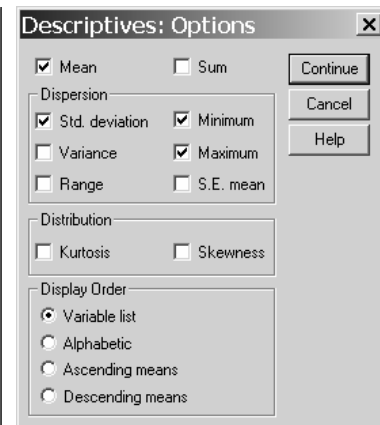 Descriptives: Options
Mean Sum
Continue
Dispersion
Cancel
Std. deviation Minimum
Help
Variance Maximum
Range S.E. mean
Distribution
Kurtosis Skewness
Display Order
Variable list
Alphabetic
Ascending means
Descending means